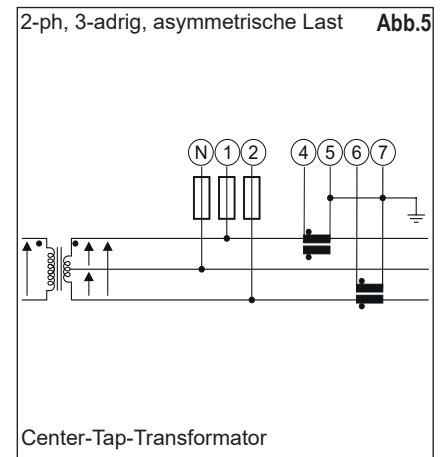 2-ph, 3-adrig, asymmetrische Last Abb.5
N 1 2 4 5 6 7
Center-Tap-Transformator